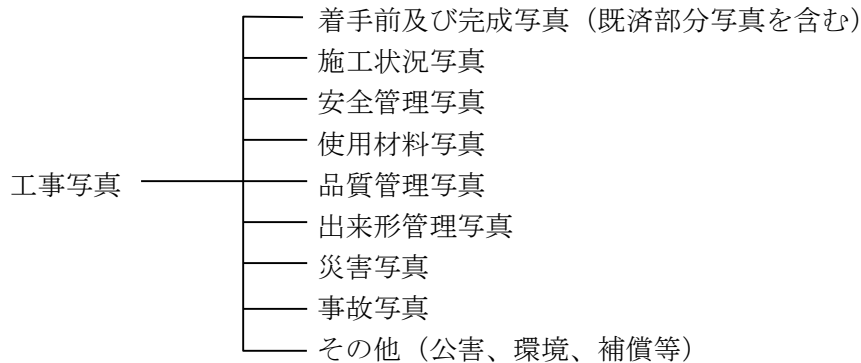 着手前及び完成写真（既済部分写真を含む）
施工状況写真
安全管理写真
使用材料写真
工事写真
品質管理写真
出来形管理写真
災害写真
事故写真
その他（公害、環境、補償等）